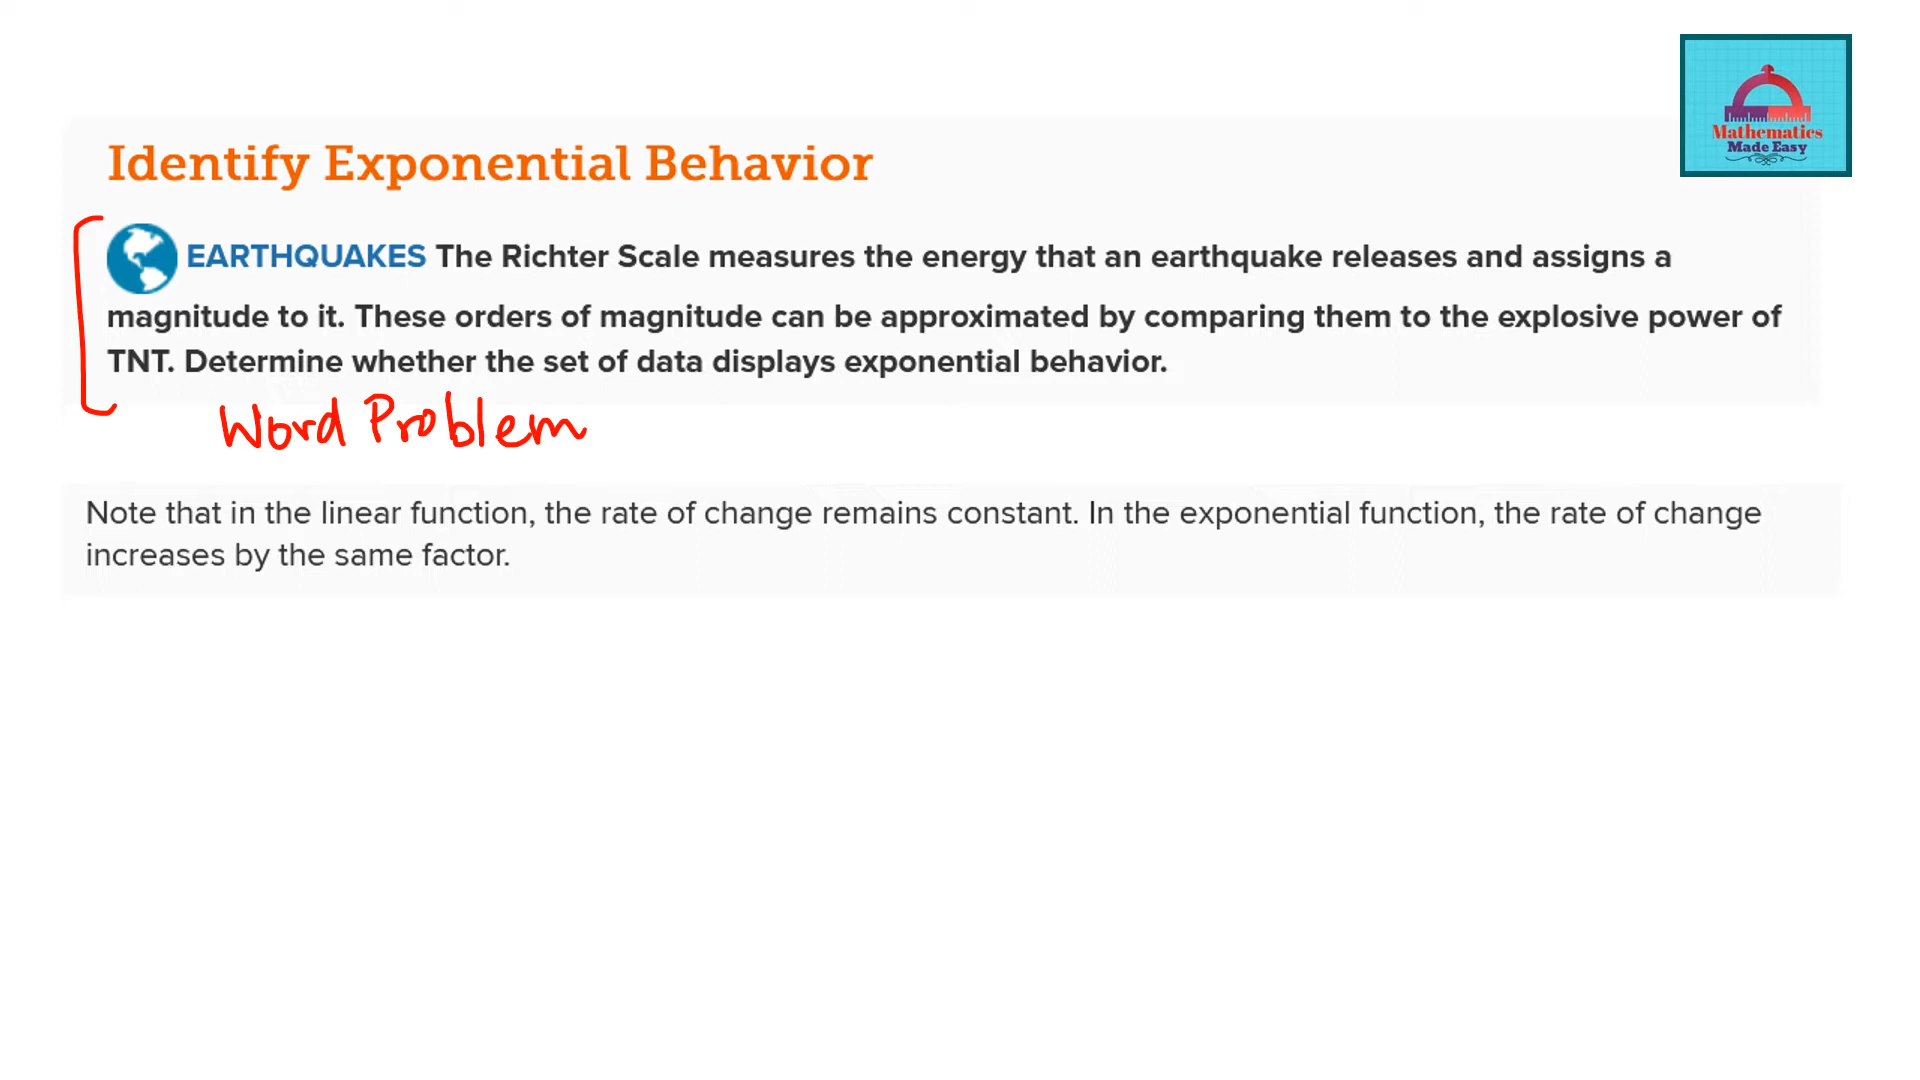 Mathematics
Made Easy
Identify Exponential Behavior
EARTHQUAKES The Richter Scale measures the energy that an earthquake releases and assigns a
magnitude to it. These orders of magnitude can be approximated by comparing them to the explosive power of
TNT. Determine whether the set of data displays exponential behavior.
Word Problem
Note that in the linear function, the rate of change remains constant. In the exponential function, the rate of change
increases by the same factor.